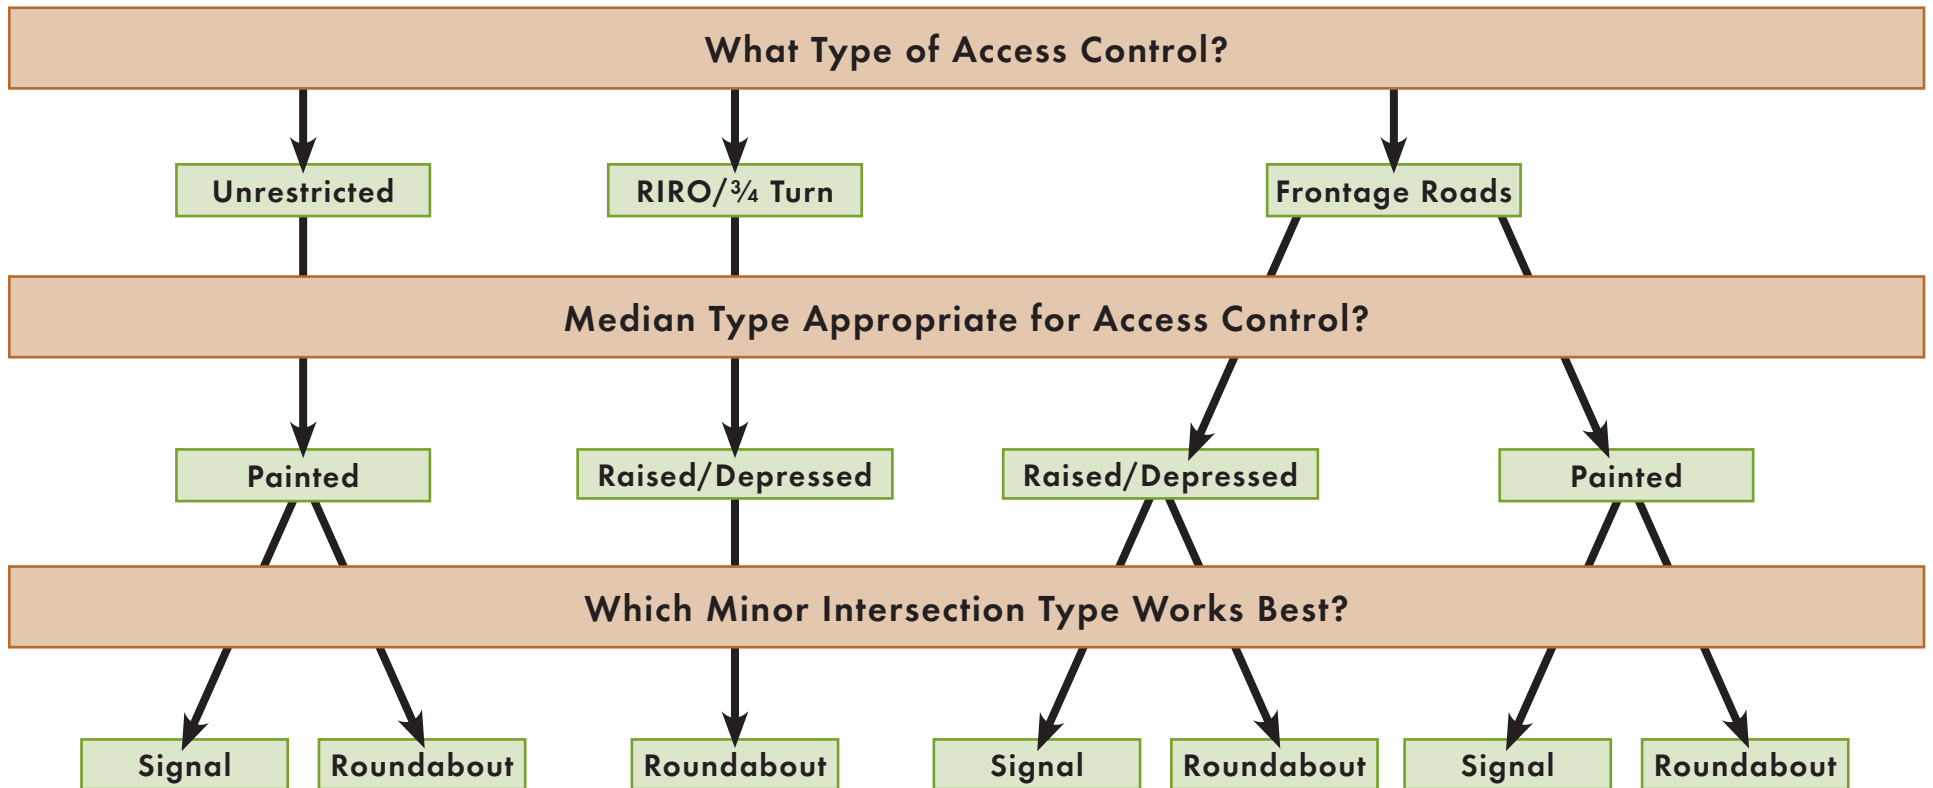 What Type of Access Control?
Unrestricted
RIRO/¾ Turn
Frontage Roads
Median Type Appropriate for Access Control?
Painted
Raised/Depressed
Raised/Depressed
Painted
Which Minor Intersection Type Works Best?
Signal
Roundabout
Roundabout
Signal
Roundabout
Signal
Roundabout